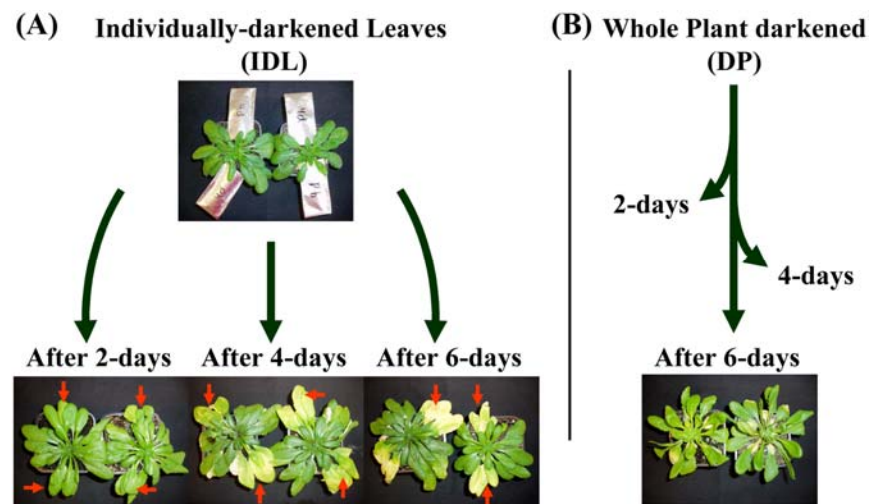 (A) Individually-darkened Leaves
(IDL)
After 2-days
After 4-days
After 6-days
(B) Whole Plant darkened
(DP)
2-days
4-days
After 6-days